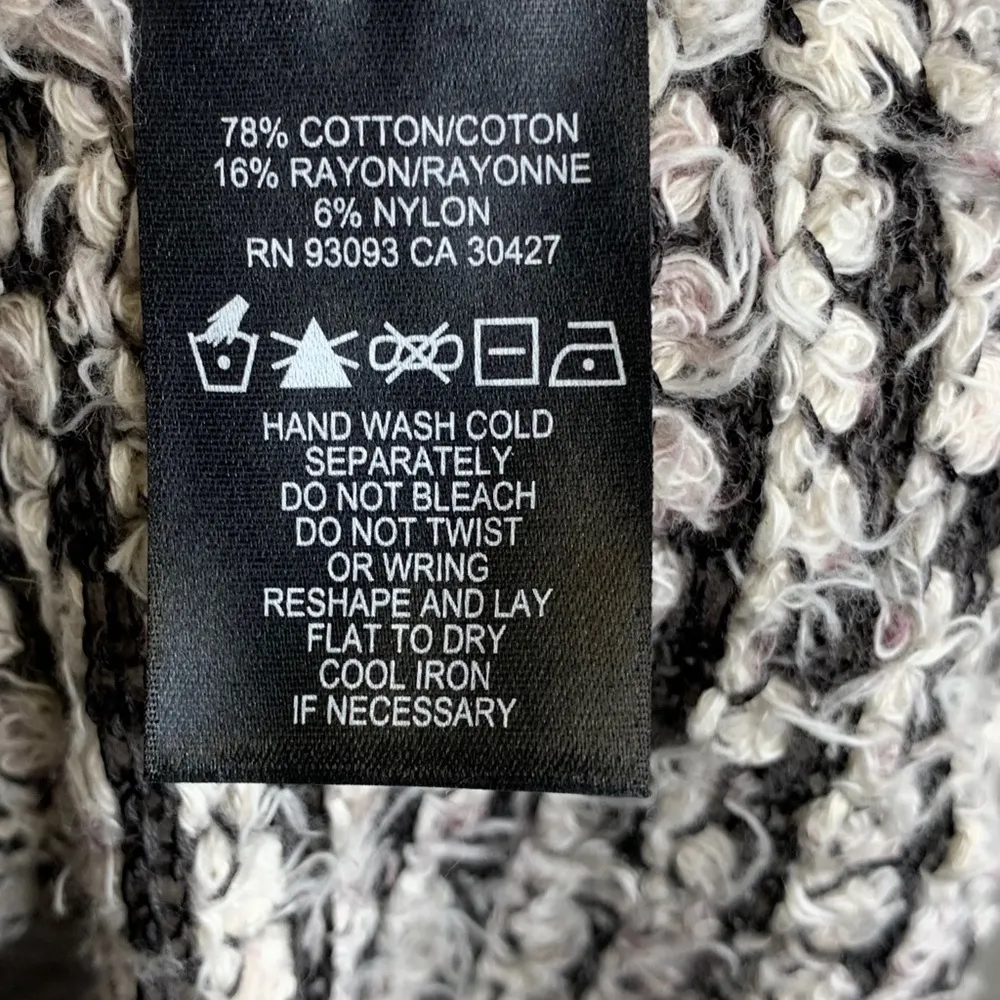 78% COTTON/COTON
16% RAYON/RAYONNE
6% NYLON
RN 93093 CA 30427
HAND WASH COLD
SEPARATELY
DO NOT BLEACH
DO NOT TWIST
OR WRING
RESHAPE AND LAY
FLAT TO DRY
COOL IRON
IF NECESSARY